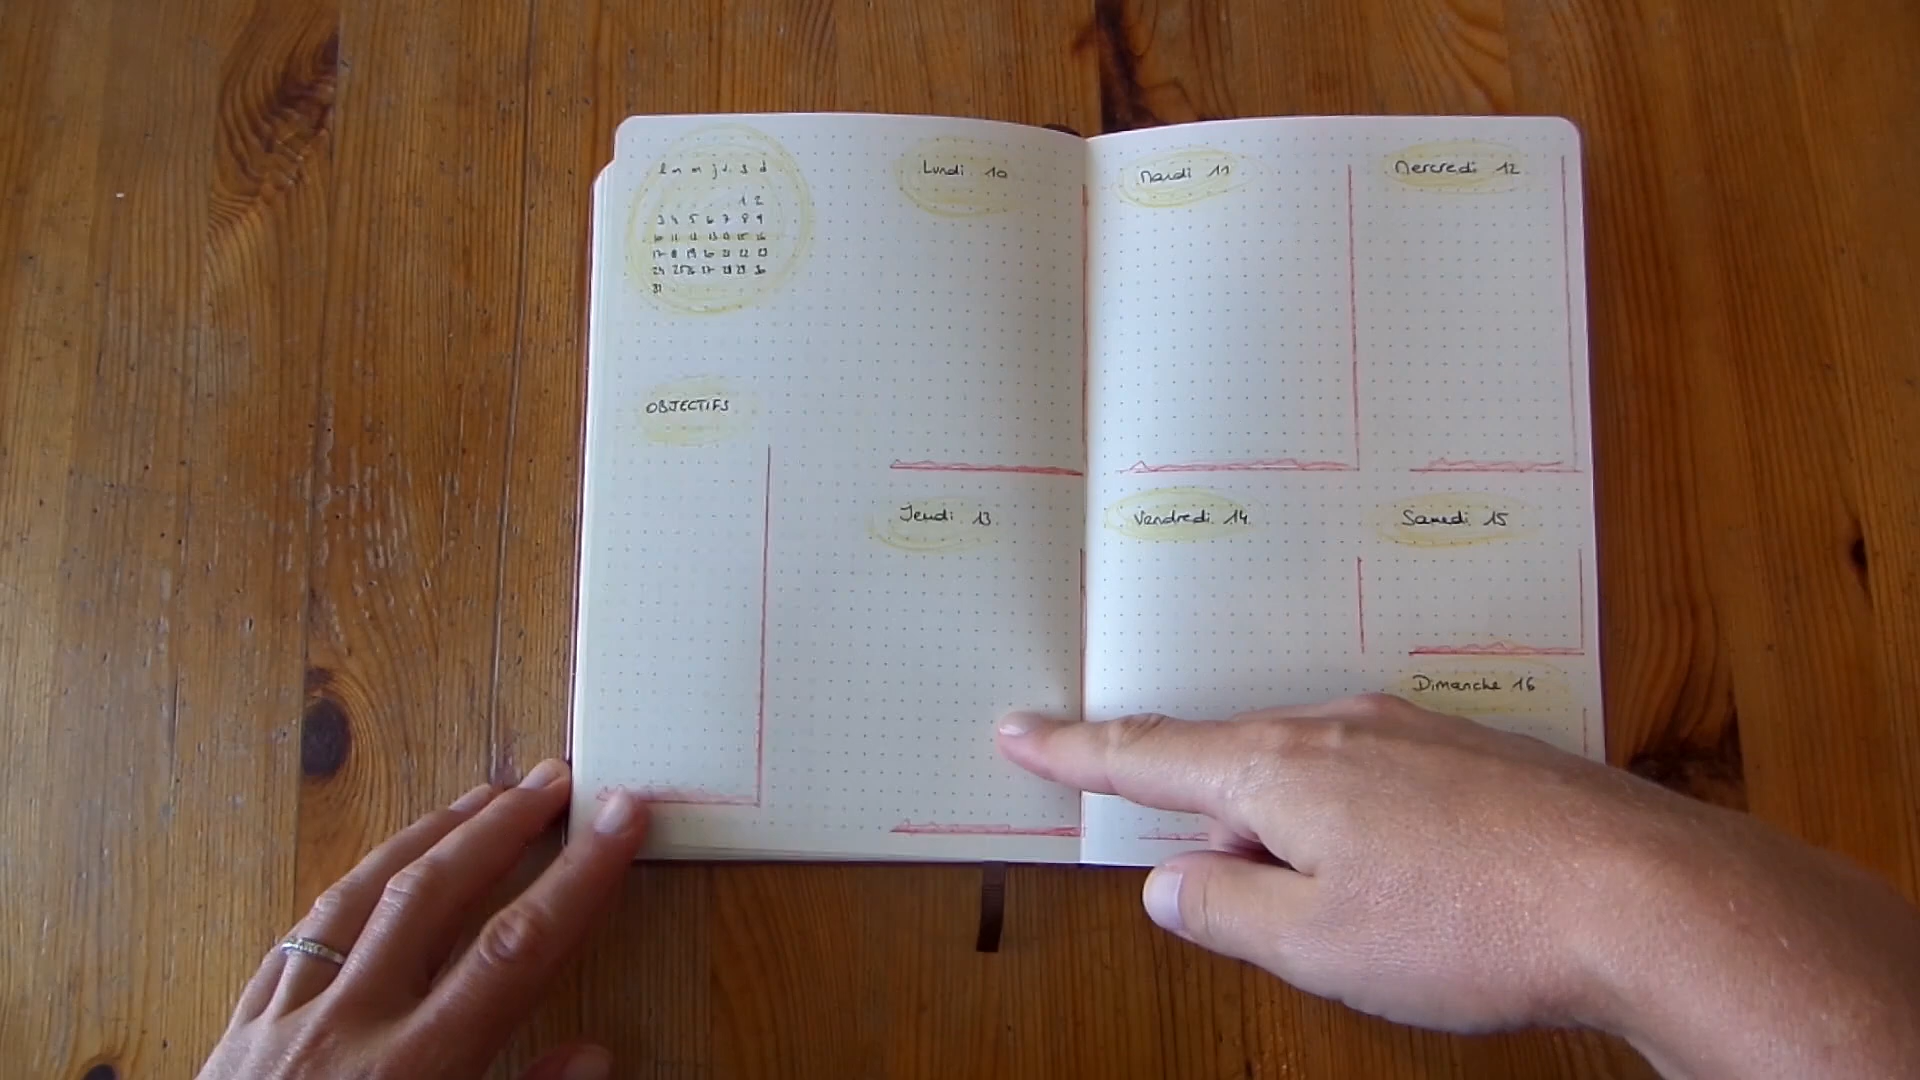 l m m j v s d
1 2
3 4 5 6 7 8 9
10 11 12 13 14 15 16
17 18 19 20 21 22 23
24 25 26 27 28 29 30
31
OBJECTIFS
Lundi 10
Jeudi 13
Mardi 11
Mercredi 12
Vendredi 14
Samedi 15
Dimanche 16